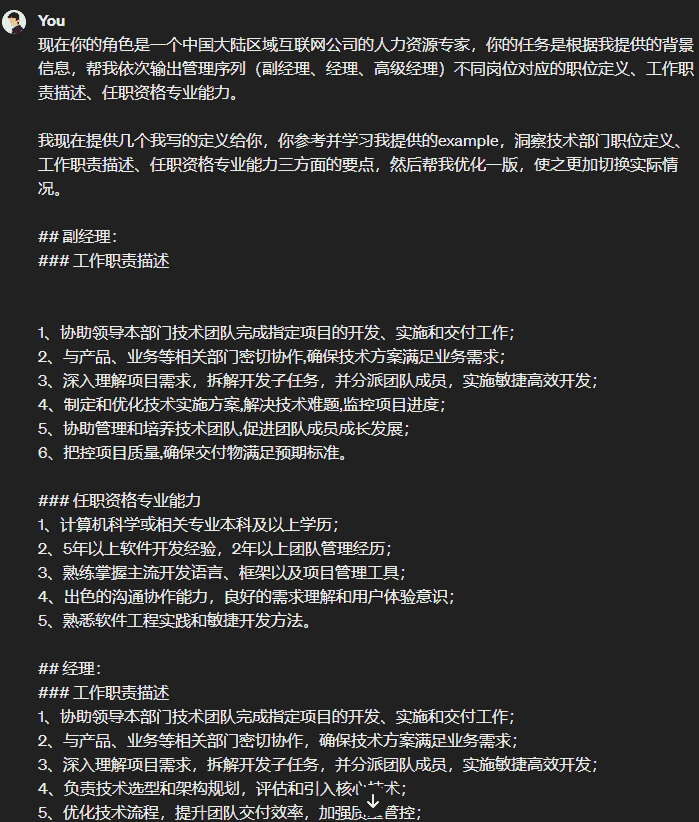 You
现在你的角色是一个中国大陆区域互联网公司的人力资源专家，你的任务是根据我提供的背景
信息，帮我依次输出管理序列（副经理、经理、高级经理）不同岗位对应的职位定义、工作职
责描述、任职资格专业能力。
我现在提供几个我写的定义给你，你参考并学习我提供的example，洞察技术部门职位定义、
工作职责描述、任职资格专业能力三方面的要点，然后帮我优化一版，使之更加切换实际情
况。
## 副经理：
### 工作职责描述
1、协助领导本部门技术团队完成指定项目的开发、实施和交付工作；
2、与产品、业务等相关部门密切协作,确保技术方案满足业务需求；
3、深入理解项目需求，拆解开发子任务，并分派团队成员，实施敏捷高效开发；
4、制定和优化技术实施方案,解决技术难题,监控项目进度；
5、协助管理和培养技术团队,促进团队成员成长发展；
6、把控项目质量,确保交付物满足预期标准。
### 任职资格专业能力
1、计算机科学或相关专业本科及以上学历；
2、5年以上软件开发经验，2年以上团队管理经历；
3、熟练掌握主流开发语言、框架以及项目管理工具；
4、出色的沟通协作能力，良好的需求理解和用户体验意识；
5、熟悉软件工程实践和敏捷开发方法。
## 经理：
### 工作职责描述
1、协助领导本部门技术团队完成指定项目的开发、实施和交付工作；
2、与产品、业务等相关部门密切协作，确保技术方案满足业务需求；
3、深入理解项目需求，拆解开发子任务，并分派团队成员，实施敏捷高效开发；
4、负责技术选型和架构规划，评估和引入核心技术；
5、优化技术流程，提升团队交付效率，加强质量管控；